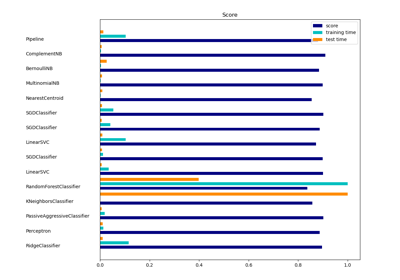 Score
score
training time
test time
Pipeline
ComplementNB
BernoulliNB
MultinomialNB
NearestCentroid
SGDClassifier
SGDClassifier
LinearSVC
SGDClassifier
LinearSVC
RandomForestClassifier
KNeighborsClassifier
PassiveAggressiveClassifier
Perceptron
RidgeClassifier
0.0 0.2 0.4 0.6 0.8 1.0